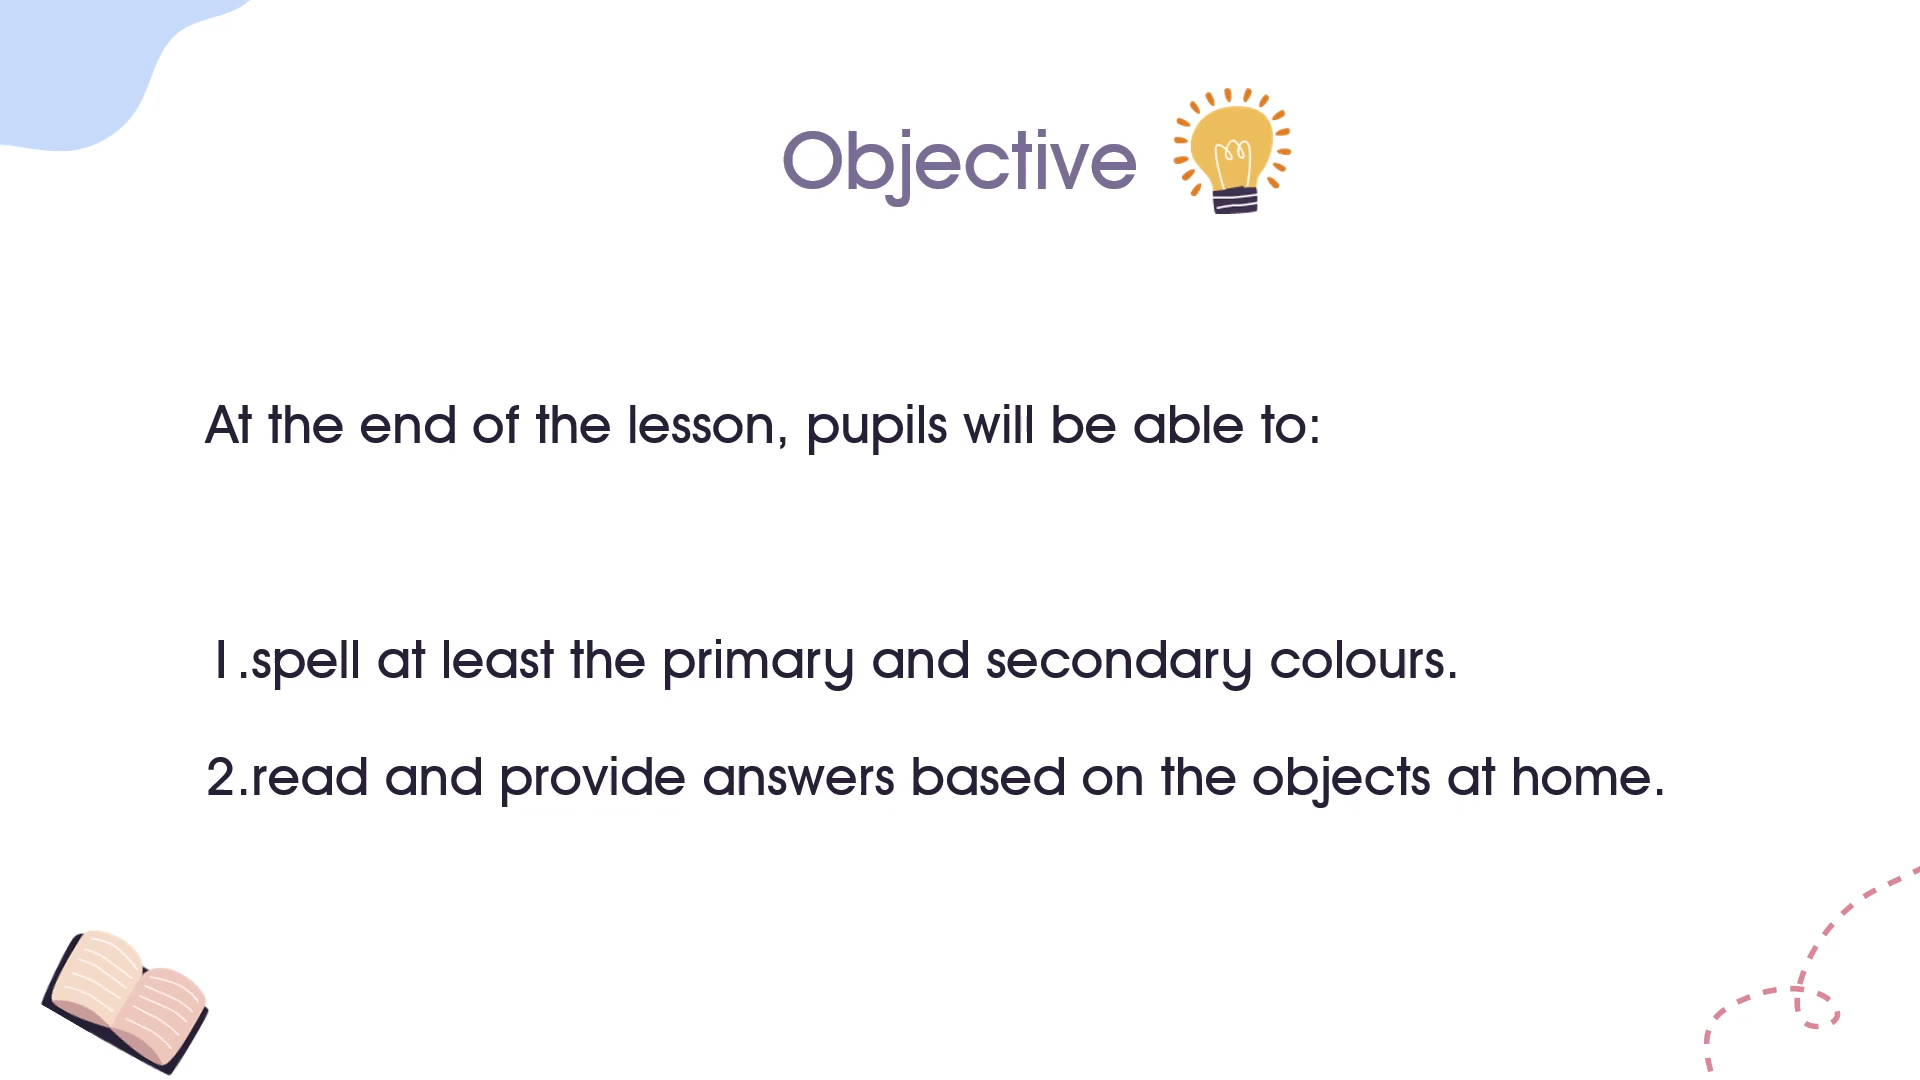 Objective
At the end of the lesson, pupils will be able to:
1.spell at least the primary and secondary colours.
2.read and provide answers based on the objects at home.